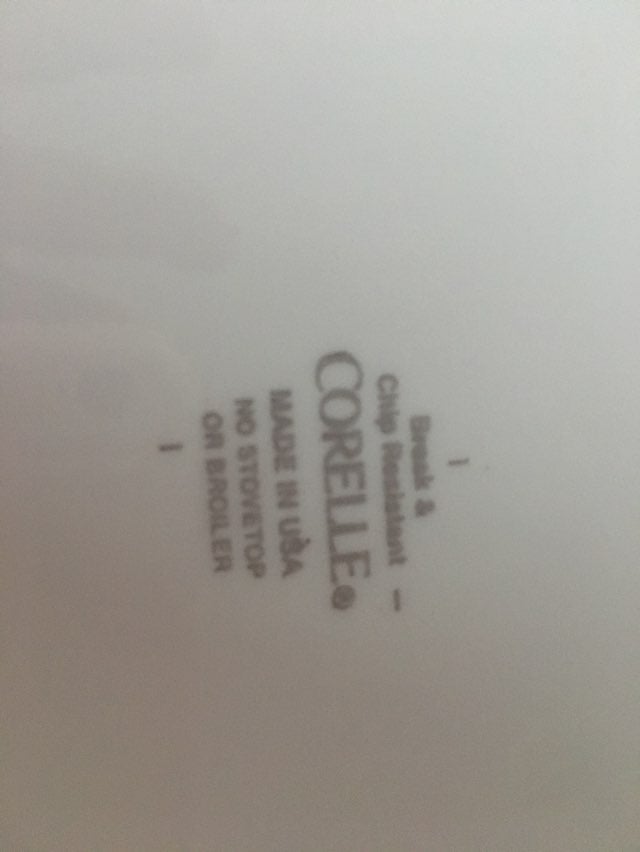 Break &
Chip Resistant
CORELLE®
MADE IN USA
NO STOVETOP
OR BROILER